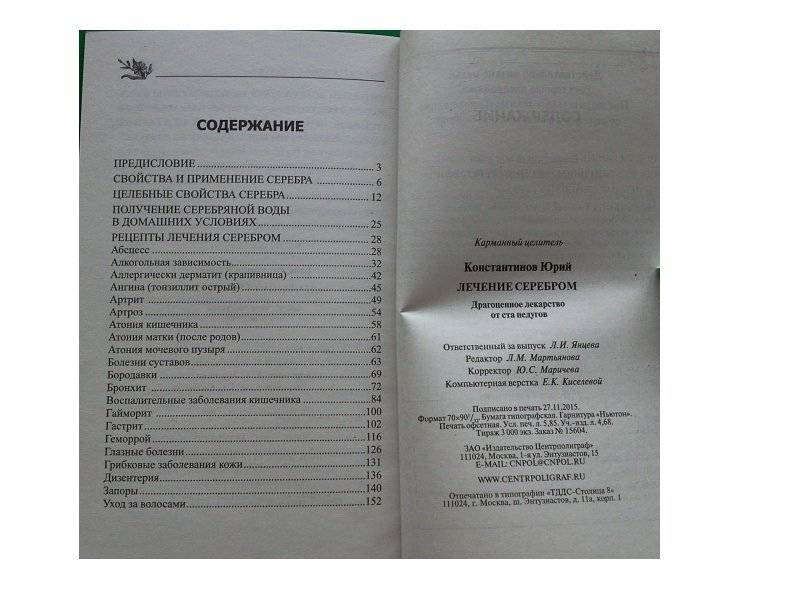 СОДЕРЖАНИЕ
ПРЕДИСЛОВИЕ 3
СВОЙСТВА И ПРИМЕНЕНИЕ СЕРЕБРА 6
ЦЕЛЕБНЫЕ СВОЙСТВА СЕРЕБРА 12
ПОЛУЧЕНИЕ СЕРЕБРЯНОЙ ВОДЫ
В ДОМАШНИХ УСЛОВИЯХ 25
РЕЦЕПТЫ ЛЕЧЕНИЯ СЕРЕБРОМ 28
Абсцесс 28
Алкогольная зависимость 32
Аллергически дерматит (крапивница) 42
Ангина (тонзиллит острый) 45
Артрит 49
Артроз 54
Атония кишечника 58
Атония матки (после родов) 61
Атония мочевого пузыря 62
Болезни суставов 63
Бородавки 69
Бронхит 72
Воспалительные заболевания кишечника 84
Гайморит 100
Гастрит 102
Геморрой 116
Глазные болезни 126
Грибковые заболевания кожи 131
Дизентерия 136
Запоры 140
Уход за волосами 152
Карманный целитель
Константинов Юрий
ЛЕЧЕНИЕ СЕРЕБРОМ
Драгоценное лекарство
от ста недугов
Ответственный за выпуск Л.И. Янцева
Редактор Л.М. Мартьянова
Корректор Ю.С. Маричева
Компьютерная верстка Е.К. Киселевой
Подписано в печать 27.11.2015.
Формат 70×90 1/32. Бумага типографская. Гарнитура «Ньютон».
Печать офсетная. Усл. печ. л. 5,85. Уч.-изд. л. 4,68.
Тираж 3 000 экз. Заказ № 15604.
ЗАО «Издательство Центрполиграф»
111024, Москва, 1-я ул. Энтузиастов, 15
E-MAIL: CNPOL@CNPOL.RU
WWW.CENTRPOLIGRAF.RU
Отпечатано в типографии «ТДДС-Столица 8»
111024, г. Москва, ш. Энтузиастов, д. 11а, корп. 1